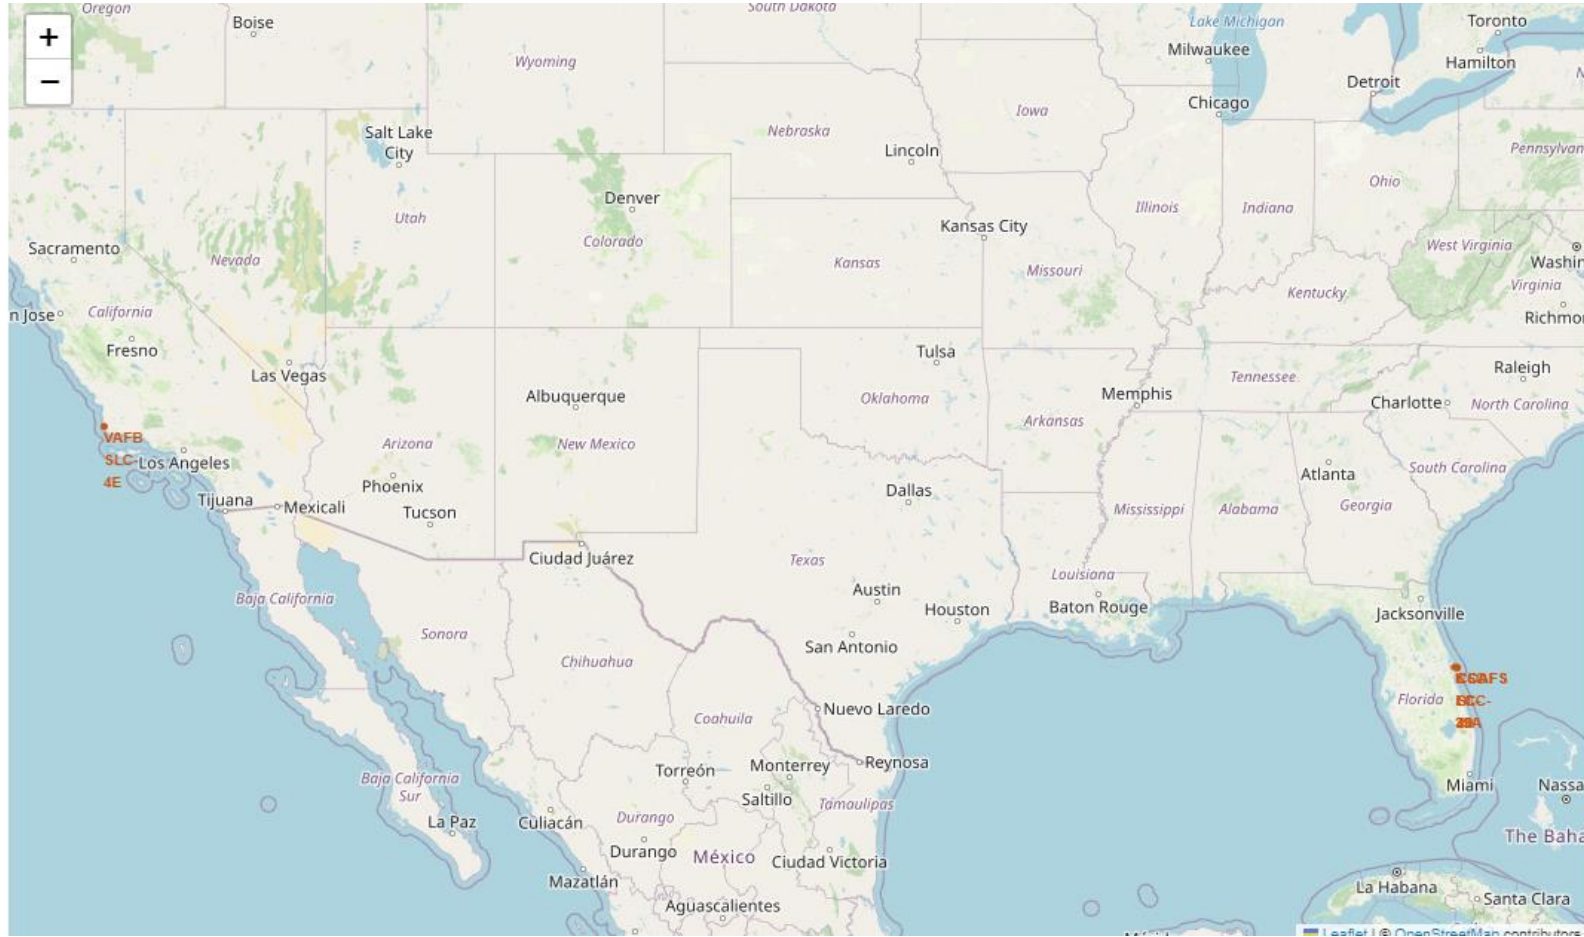 Oregon
Boise
South Dakota
Lake Michigan
Toronto
+
Milwaukee
Hamilton
Wyoming
−
Detroit
Chicago
Iowa
Salt Lake
City
Nebraska
Lincoln
Pennsylvan
Ohio
Denver
Utah
Illinois
Indiana
Kansas City
Colorado
Sacramento
Nevada
Kansas
Missouri
West Virginia
Washin
Virginia
Kentucky
California
n Jose
Richmo
Fresno
Las Vegas
Tulsa
Tennessee
Raleigh
Albuquerque
Oklahoma
Memphis
Charlotte
North Carolina
Arkansas
VAFB
SLC-
4E
Los Angeles
Arizona
New Mexico
Atlanta
South Carolina
Phoenix
Dallas
Tijuana
Mexicali
Tucson
Mississippi
Alabama
Georgia
Ciudad Juárez
Texas
Louisiana
Austin
Baja California
Houston
Baton Rouge
Jacksonville
Sonora
San Antonio
Chihuahua
Florida
Coahuila
Nuevo Laredo
Torreón
Monterrey
Reynosa
Baja California
Sur
Saltillo
Tamaulipas
Miami
Nassa
La Paz
Culiacán
Durango
The Baha
Durango
México
Ciudad Victoria
Mazatlán
La Habana
Santa Clara
Aguascalientes
Leaflet | © OpenStreetMap contributors